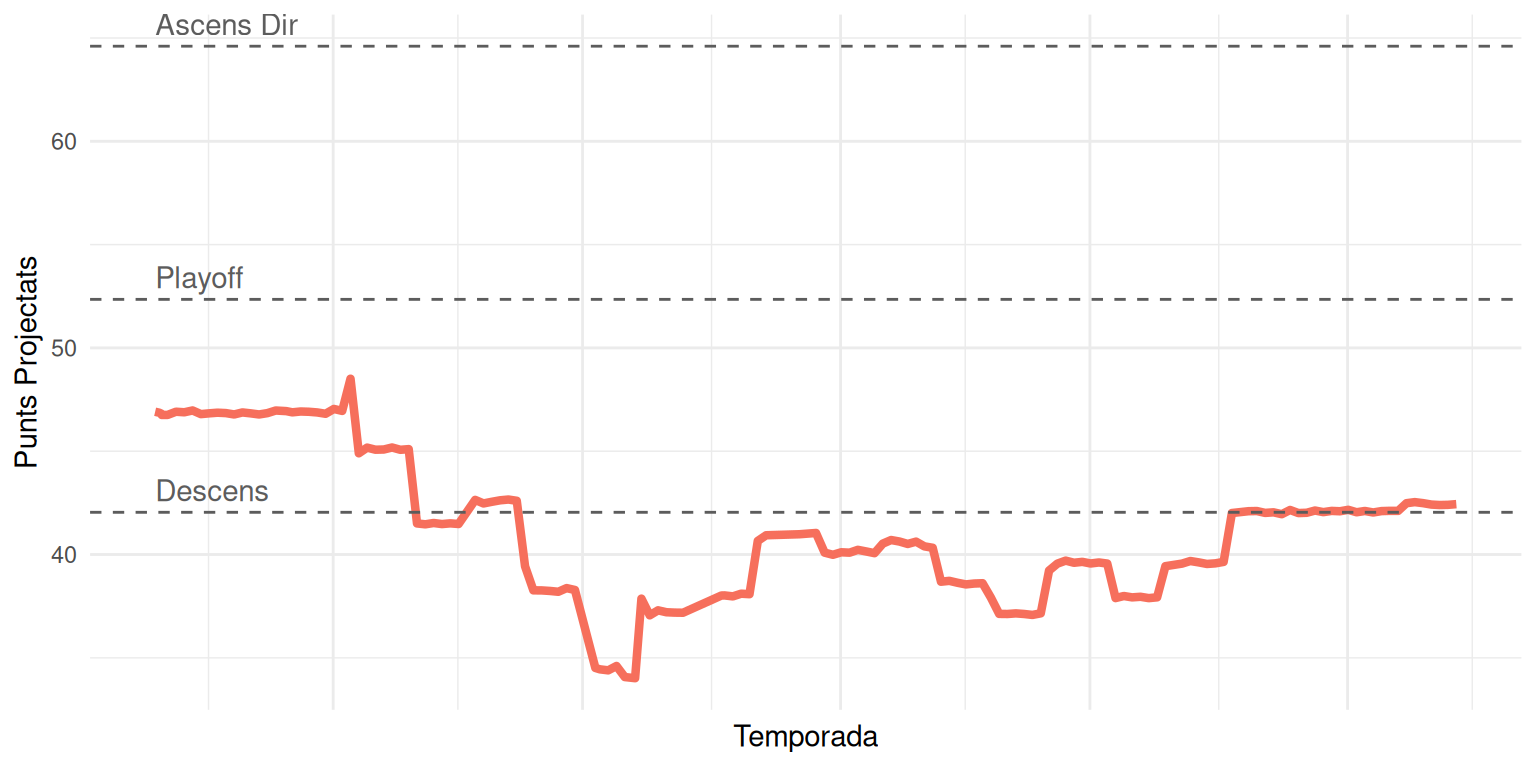 Ascens Dir
60
Playoff
50
Descens
40
Punts Projectats
Temporada